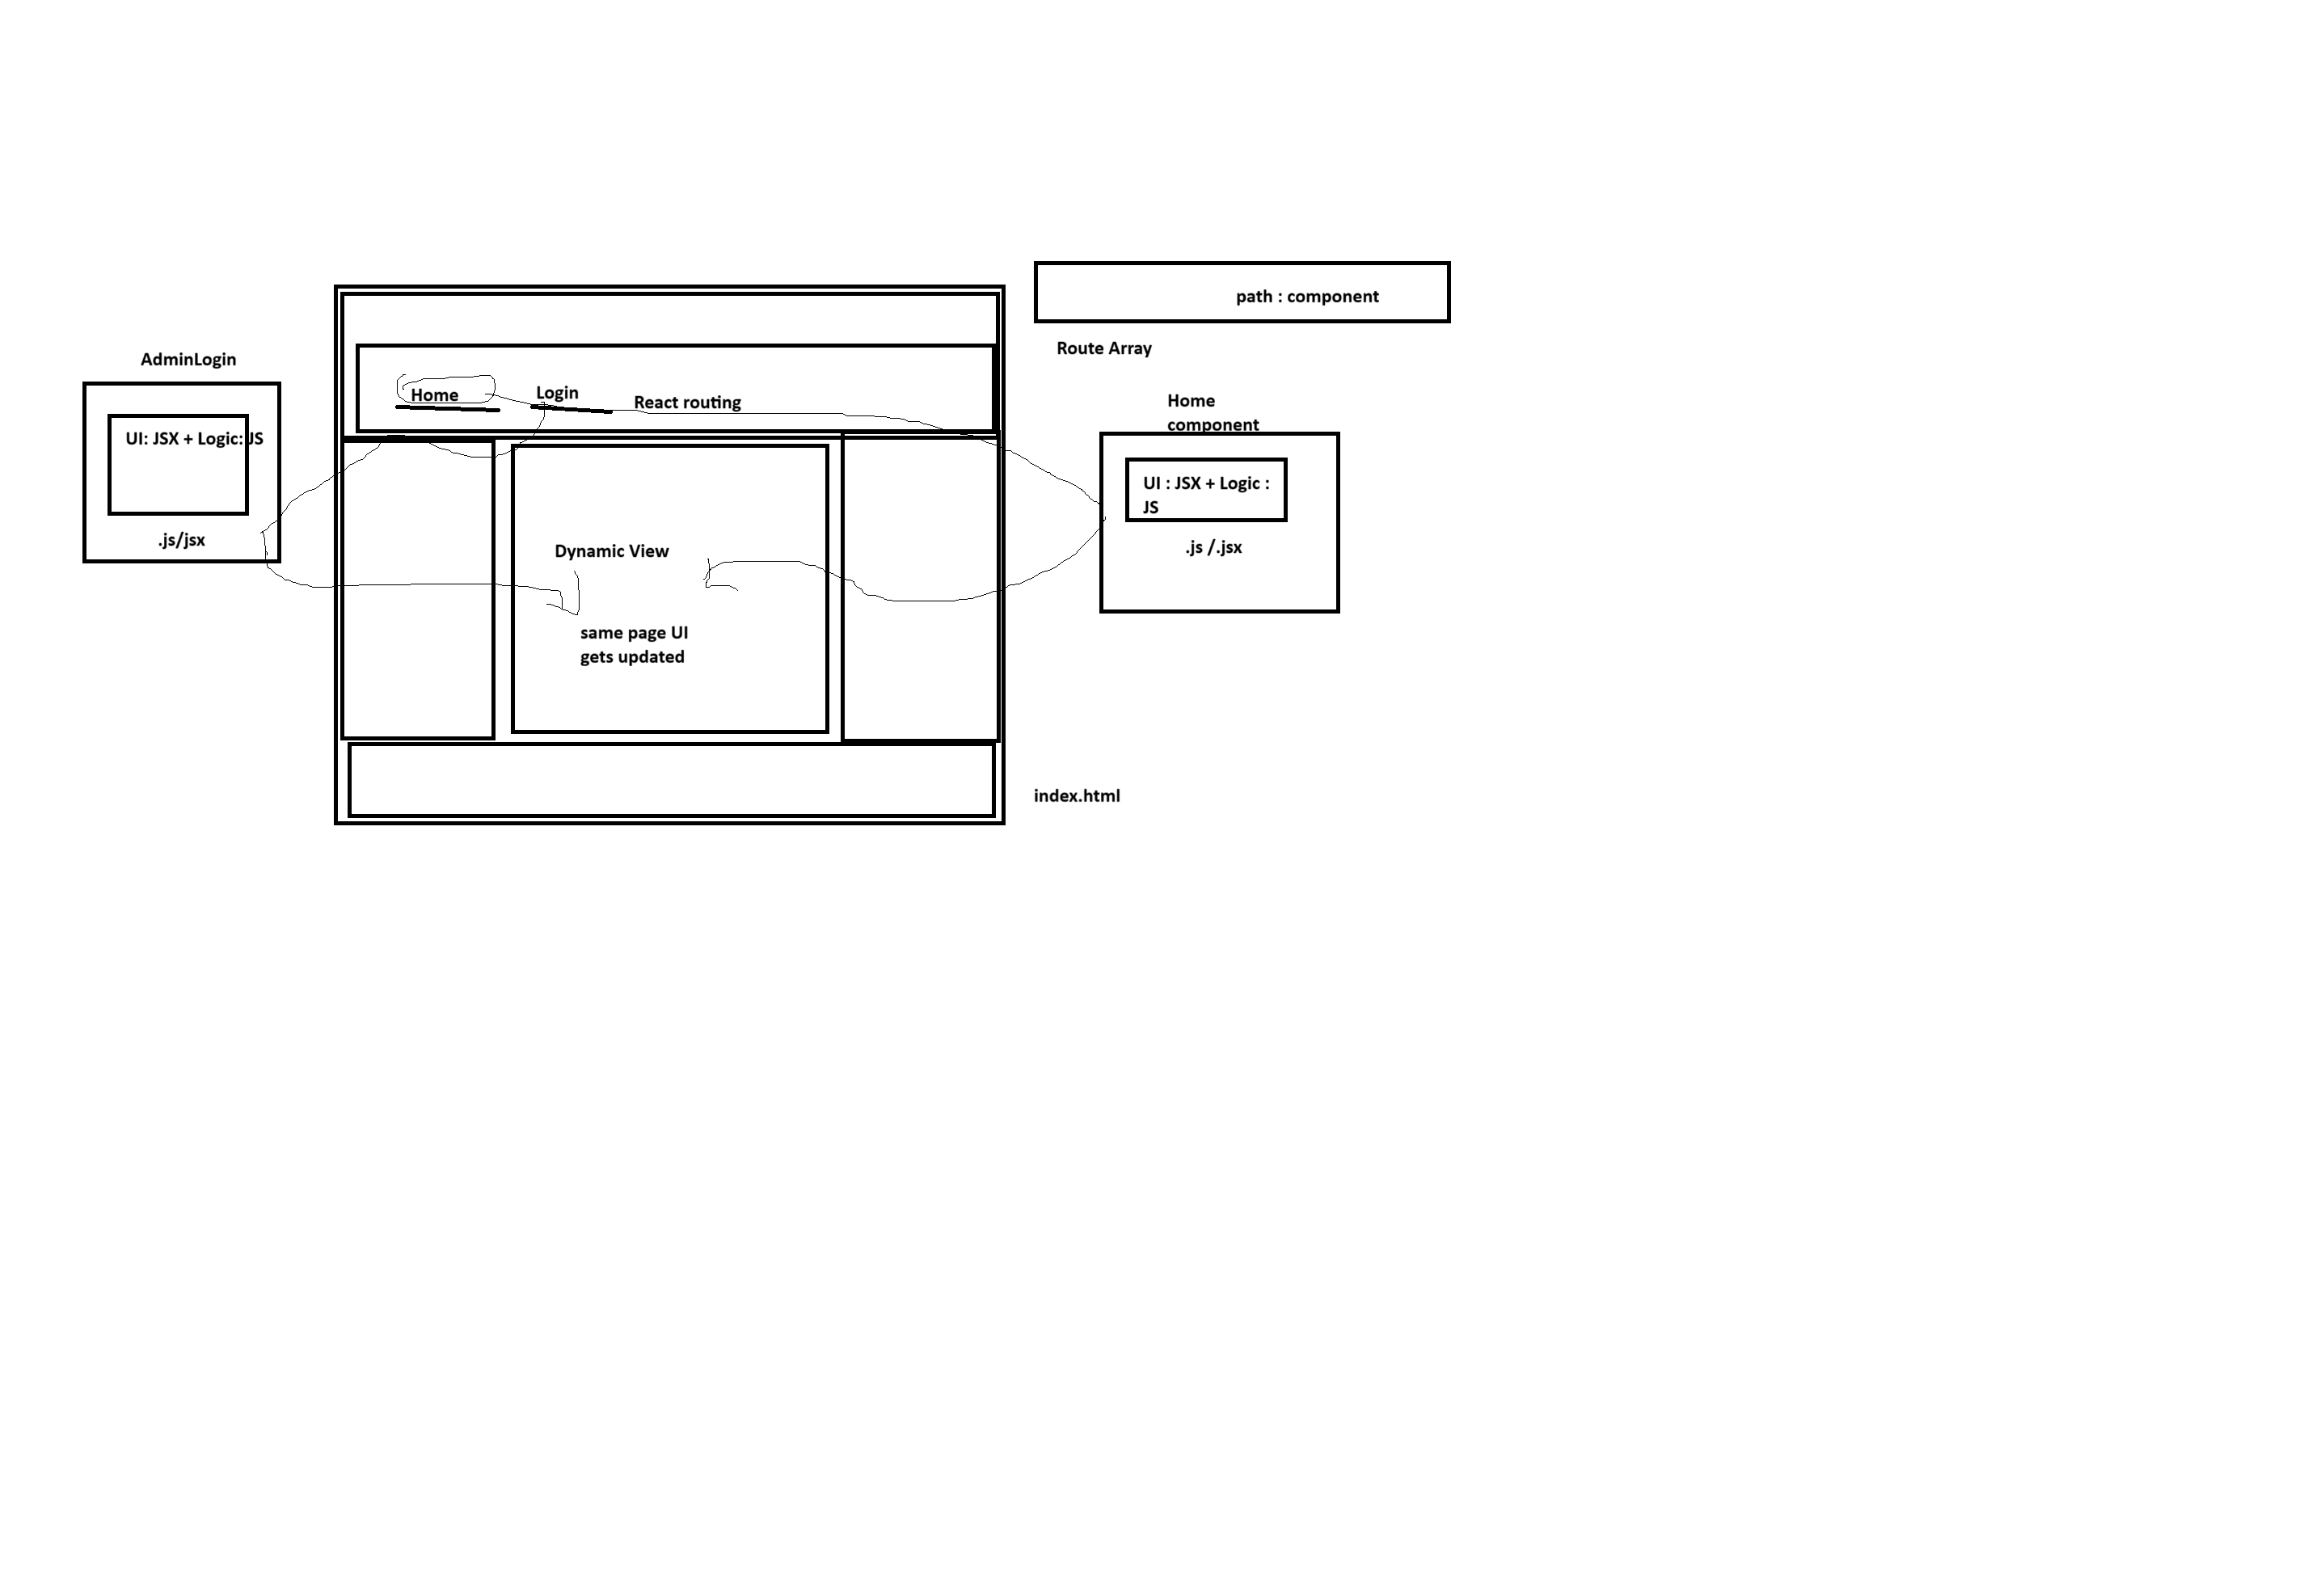 path : component
Route Array
AdminLogin
Home
Login
React routing
Home
component
UI: JSX + Logic: JS
UI : JSX + Logic :
JS
.js/jsx
.js /.jsx
Dynamic View
same page UI
gets updated
index.html